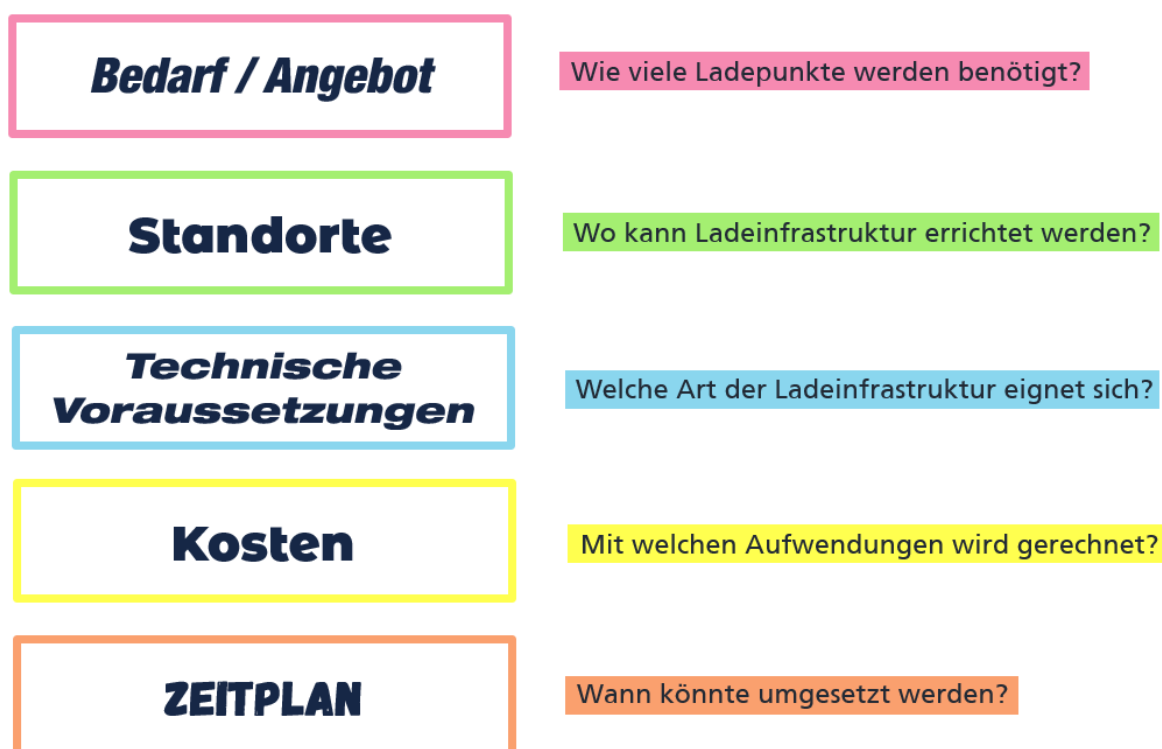 Bedarf / Angebot
Wie viele Ladepunkte werden benötigt?
Standorte
Wo kann Ladeinfrastruktur errichtet werden?
Technische
Voraussetzungen
Welche Art der Ladeinfrastruktur eignet sich?
Kosten
Mit welchen Aufwendungen wird gerechnet?
ZEITPLAN
Wann könnte umgesetzt werden?